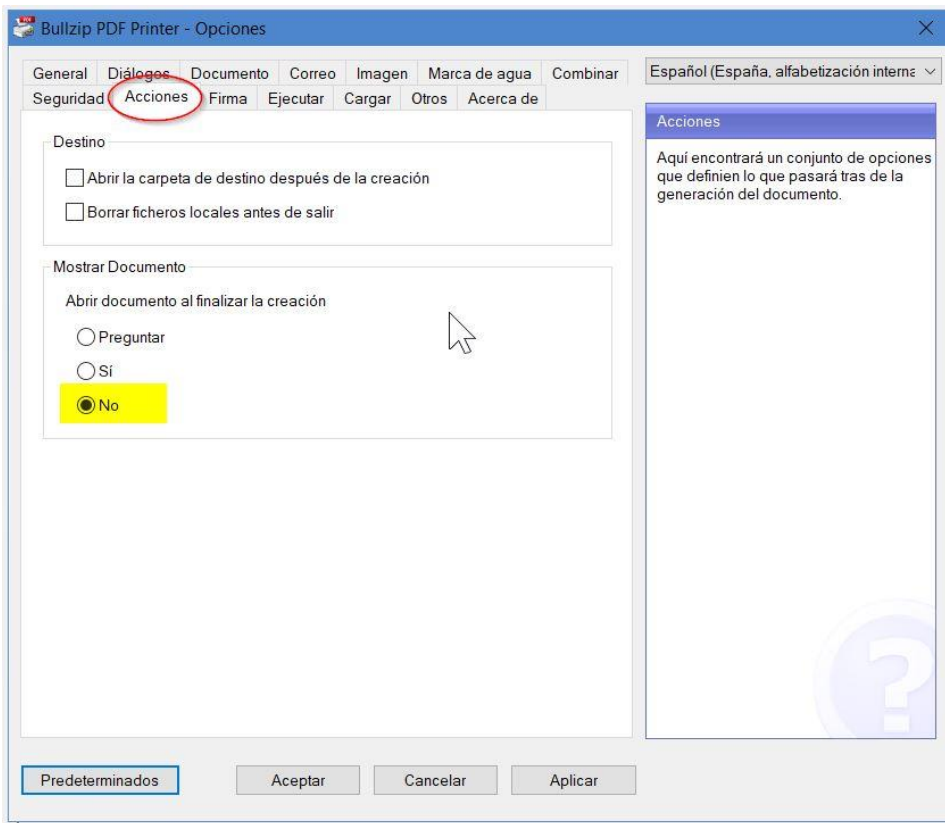 Bullzip PDF Printer - Opciones
General Diálogos Documento Correo Imagen Marca de agua Combinar
Seguridad Acciones Firma Ejecutar Cargar Otros Acerca de
Destino
Abrir la carpeta de destino después de la creación
Borrar ficheros locales antes de salir
Mostrar Documento
Abrir documento al finalizar la creación
Preguntar
Sí
No
Español (España, alfabetización interna
Acciones
Aquí encontrará un conjunto de opciones
que definien lo que pasará tras de la
generación del documento.
Predeterminados Aceptar Cancelar Aplicar